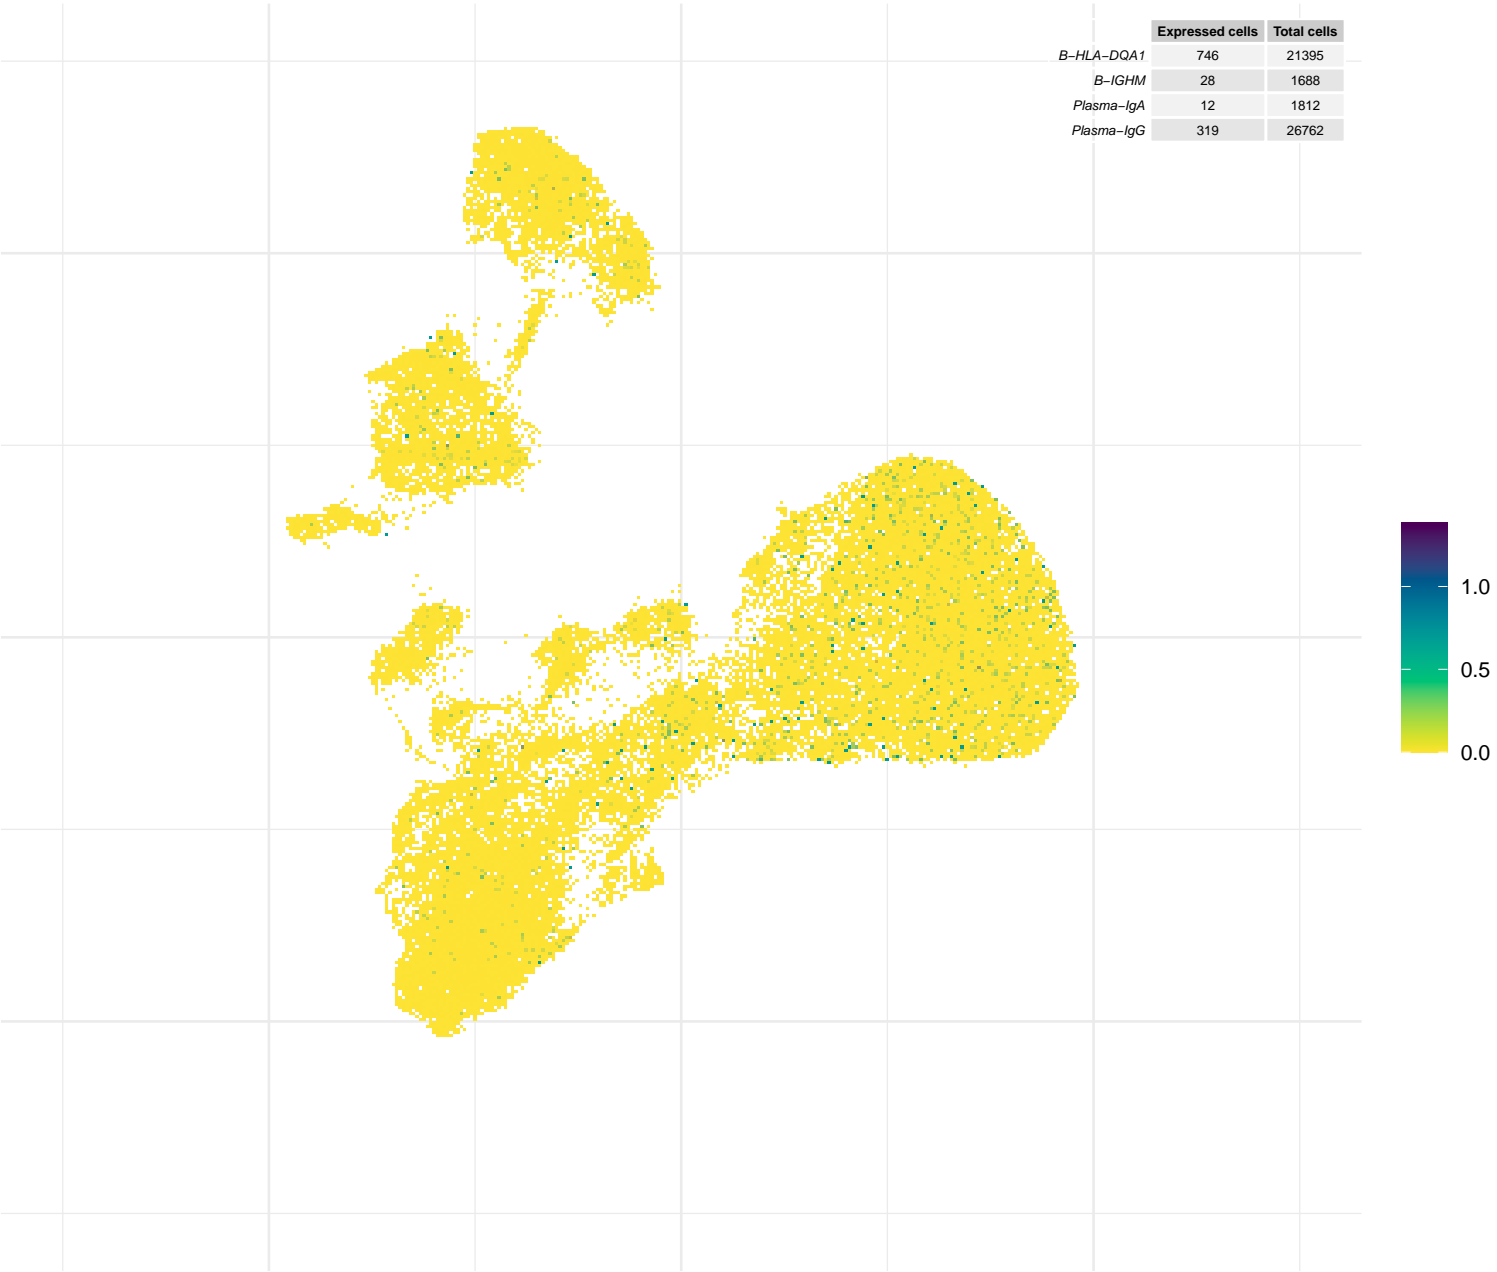 Expressed cells Total cells
B−HLA−DQA1 746 21395
B−IGHM 28 1688
Plasma−IgA 12 1812
Plasma−IgG 319 26762
1.0
0.5
0.0